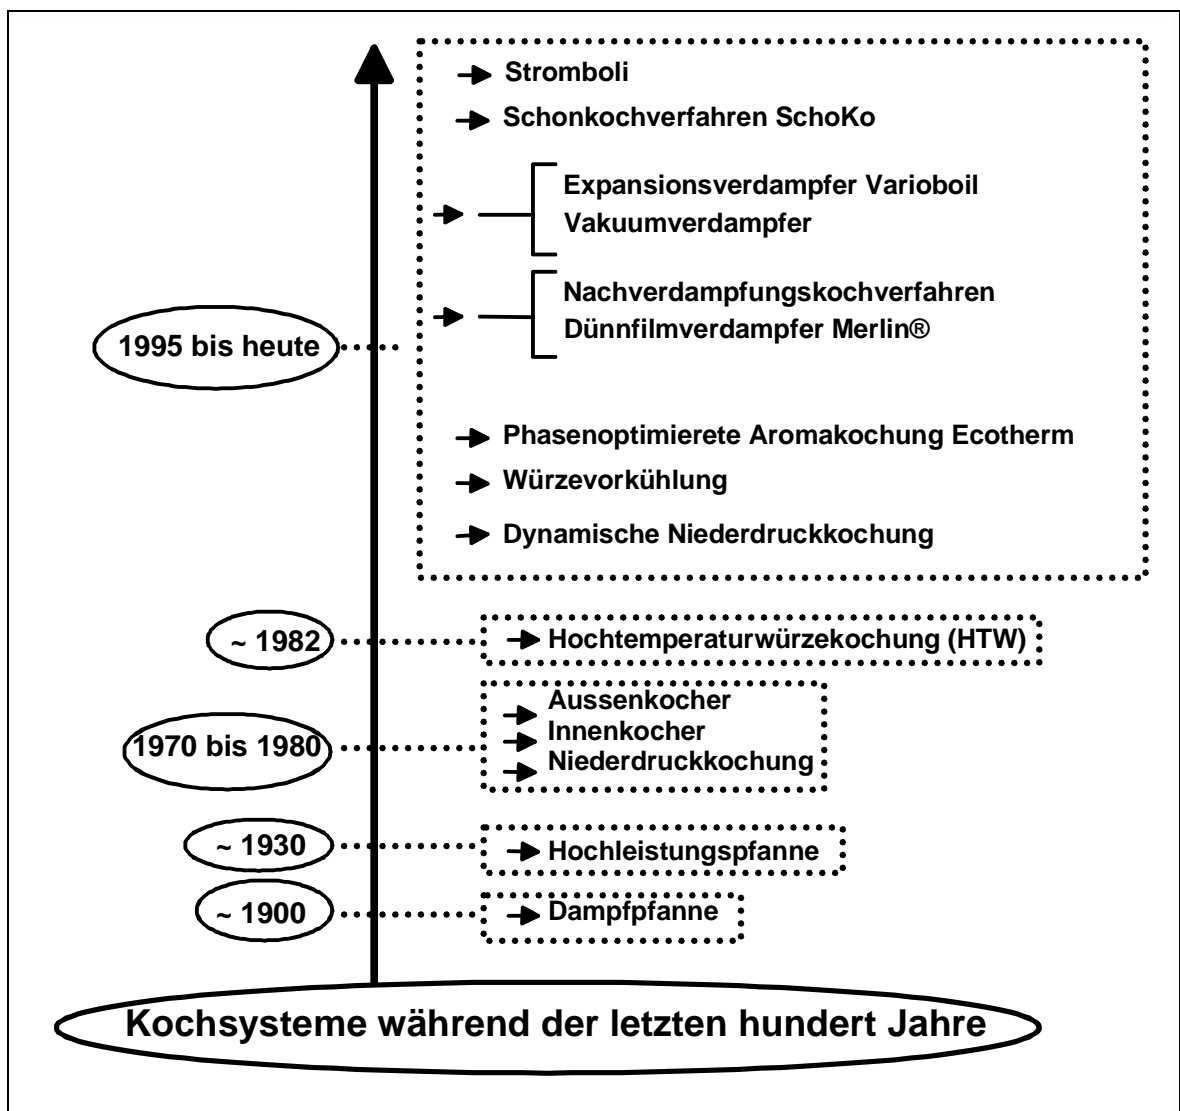 Stromboli
Schonkochverfahren SchoKo
Expansionsverdampfer Varioboil
Vakuumverdampfer
Nachverdampfungskochverfahren
Dünnfilmverdampfer Merlin®
1995 bis heute
Phasenoptimierete Aromakochung Ecotherm
Würzevorkühlung
Dynamische Niederdruckkochung
~ 1982
Hochtemperaturwürzekochung (HTW)
1970 bis 1980
Aussenkocher
Innenkocher
Niederdruckkochung
~ 1930
Hochleistungspfanne
~ 1900
Dampfpfanne
Kochsysteme während der letzten hundert Jahre